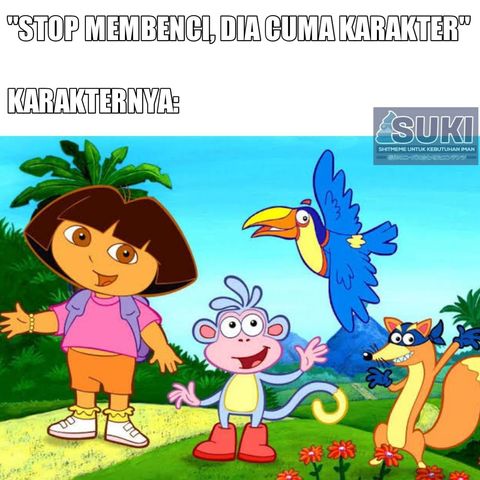 "STOP MEMBENCI, DIA CUMA KARAKTER"
KARAKTERNYA:
SUKI
SHITMEME UNTUK KEBUTUHAN IMAN